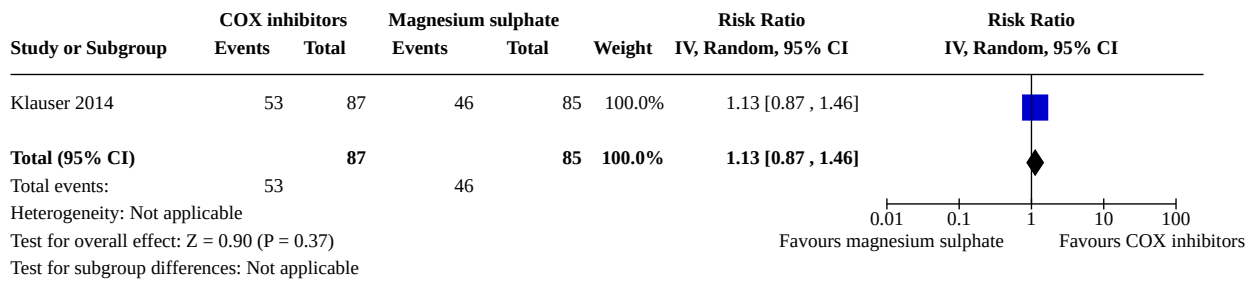 COX inhibitors Magnesium sulphate Risk Ratio Risk Ratio
Study or Subgroup Events Total Events Total Weight IV, Random, 95% CI IV, Random, 95% CI
Klauser 2014 53 87 46 85 100.0% 1.13 [0.87 , 1.46]
Total (95% CI) 87 85 100.0% 1.13 [0.87 , 1.46]
Total events: 53 46
Heterogeneity: Not applicable
0.01 0.1 1 10 100
Test for overall effect: Z = 0.90 (P = 0.37) Favours magnesium sulphate Favours COX inhibitors
Test for subgroup differences: Not applicable